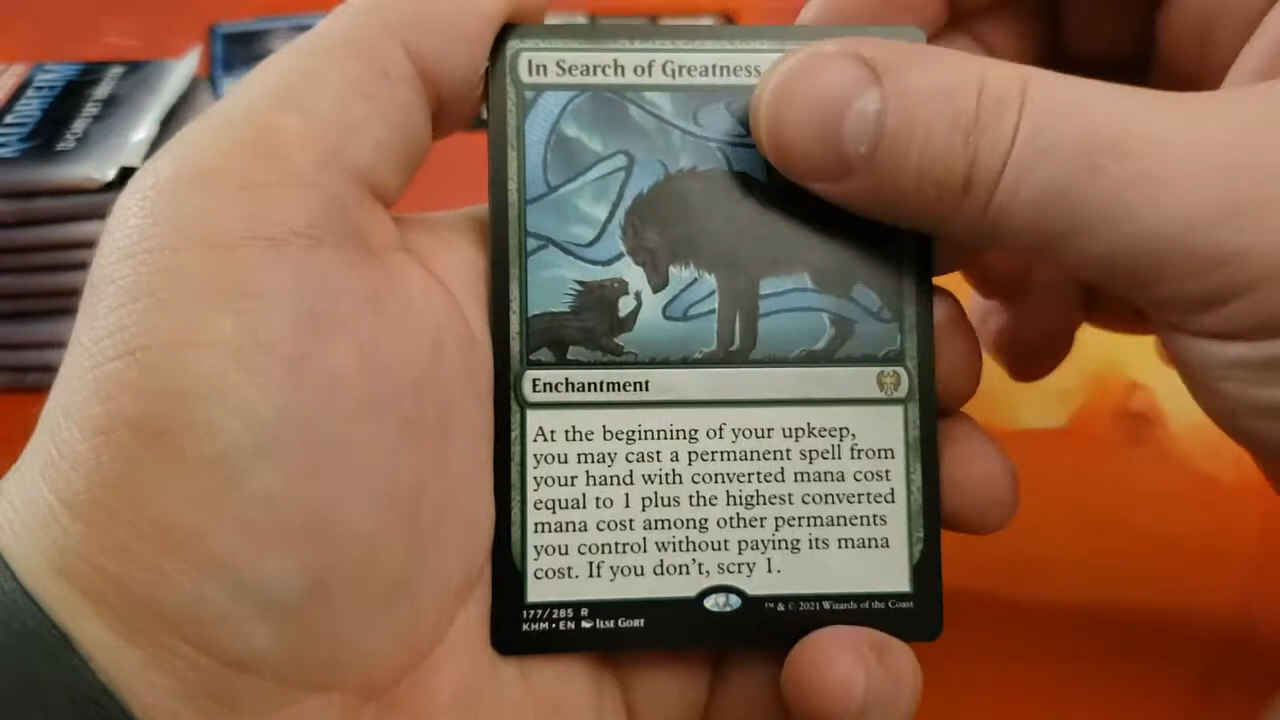 In Search of Greatness
Enchantment
At the beginning of your upkeep,
you may cast a permanent spell from
your hand with converted mana cost
equal to 1 plus the highest converted
mana cost among other permanents
you control without paying its mana
cost. If you don't, scry 1.
177/285 R
KHM • EN ILSE GORT
™ & © 2021 Wizards of the Coast